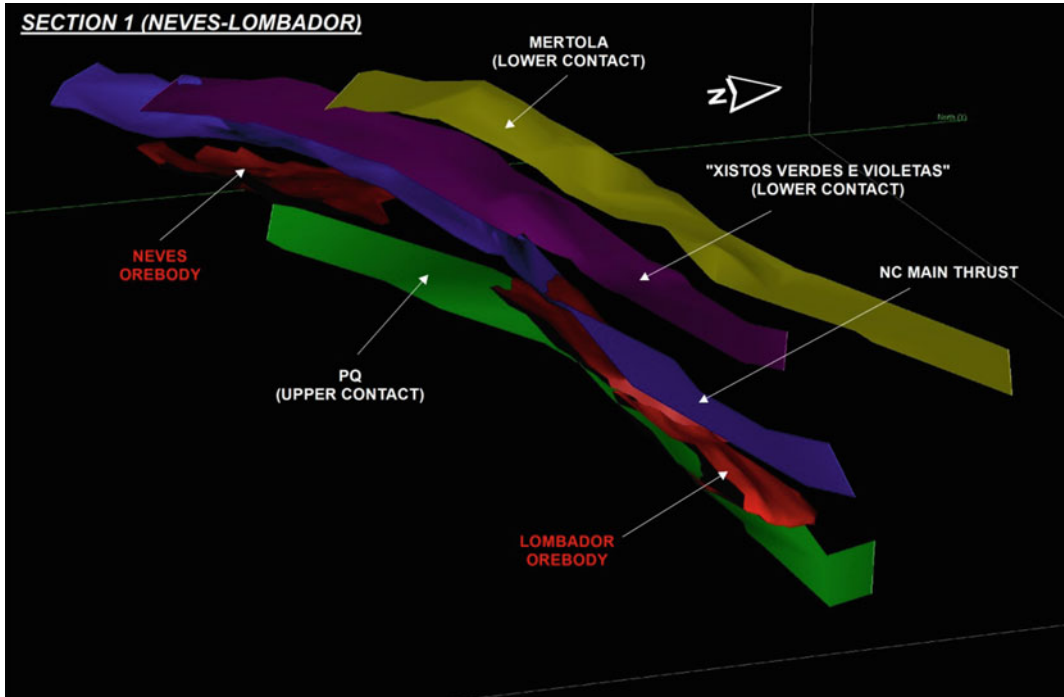 SECTION 1 (NEVES-LOMBADOR)
MERTOLA
(LOWER CONTACT)
N
North (X)
"XISTOS VERDES E VIOLETAS"
(LOWER CONTACT)
NEVES
OREBODY
NC MAIN THRUST
PQ
(UPPER CONTACT)
LOMBADOR
OREBODY